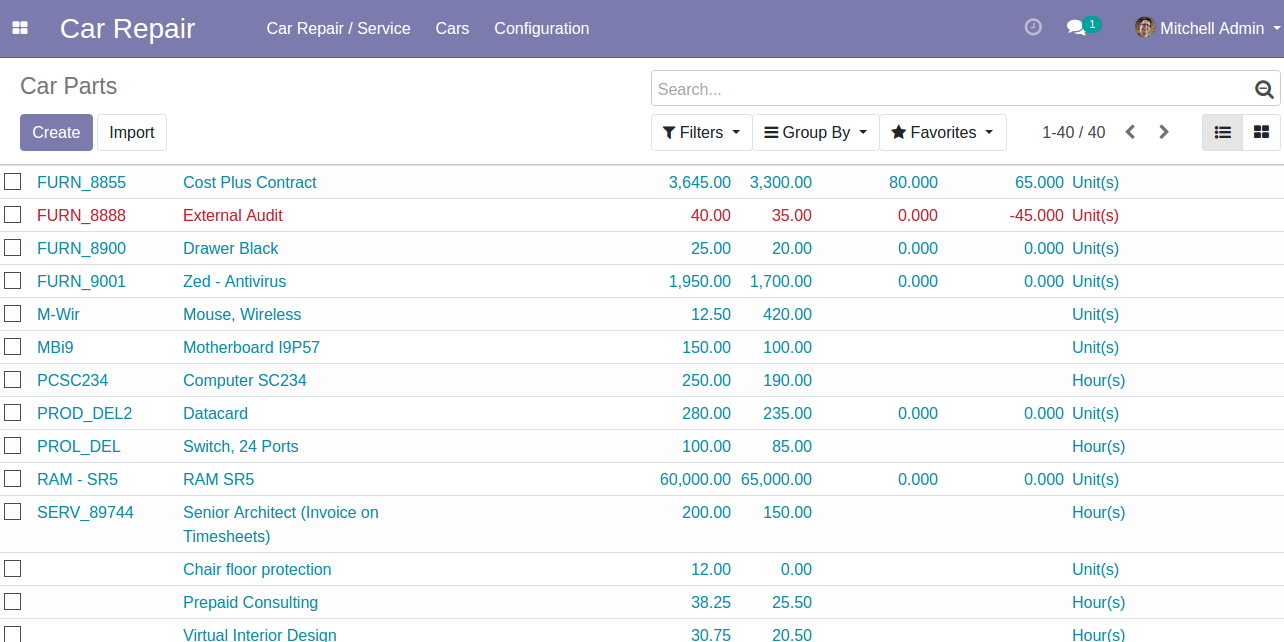 Car Repair Car Repair / Service Cars Configuration 1 Mitchell Admin
Car Parts Search...
Create Import Filters Group By Favorites 1-40 / 40
FURN_8855 Cost Plus Contract 3,645.00 3,300.00 80.000 65.000 Unit(s)
FURN_8888 External Audit 40.00 35.00 0.000 -45.000 Unit(s)
FURN_8900 Drawer Black 25.00 20.00 0.000 0.000 Unit(s)
FURN_9001 Zed - Antivirus 1,950.00 1,700.00 0.000 0.000 Unit(s)
M-Wir Mouse, Wireless 12.50 420.00 Unit(s)
MBi9 Motherboard I9P57 150.00 100.00 Unit(s)
PCSC234 Computer SC234 250.00 190.00 Hour(s)
PROD_DEL2 Datacard 280.00 235.00 0.000 0.000 Unit(s)
PROL_DEL Switch, 24 Ports 100.00 85.00 Hour(s)
RAM - SR5 RAM SR5 60,000.00 65,000.00 0.000 0.000 Unit(s)
SERV_89744 Senior Architect (Invoice on 200.00 150.00 Hour(s)
Timesheets)
Chair floor protection 12.00 0.00 Unit(s)
Prepaid Consulting 38.25 25.50 Hour(s)
Virtual Interior Design 30.75 20.50 Hour(s)